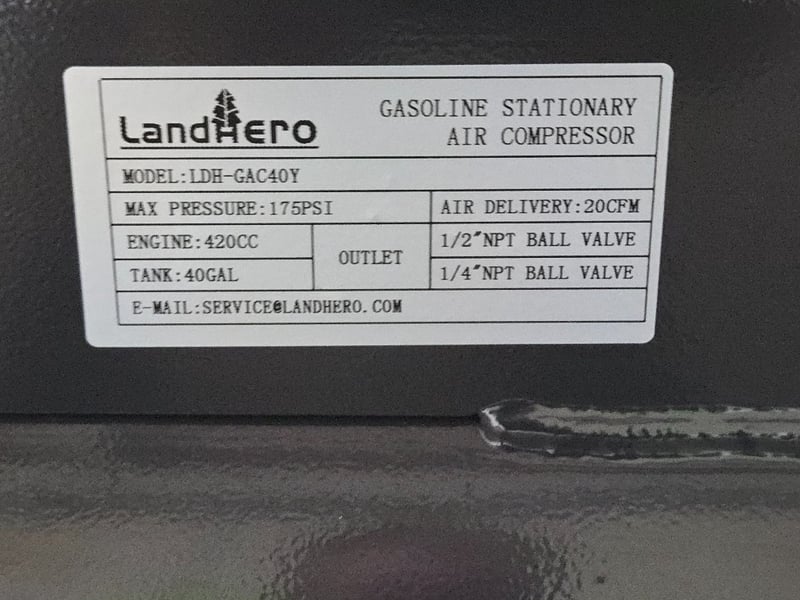 LandHero
GASOLINE STATIONARY
AIR COMPRESSOR
MODEL:LDH-GAC40Y
MAX PRESSURE:175PSI
AIR DELIVERY:20CFM
ENGINE:420CC
TANK:40GAL
OUTLET
1/2″NPT BALL VALVE
1/4″NPT BALL VALVE
E-MAIL:SERVICE@LANDHERO.COM